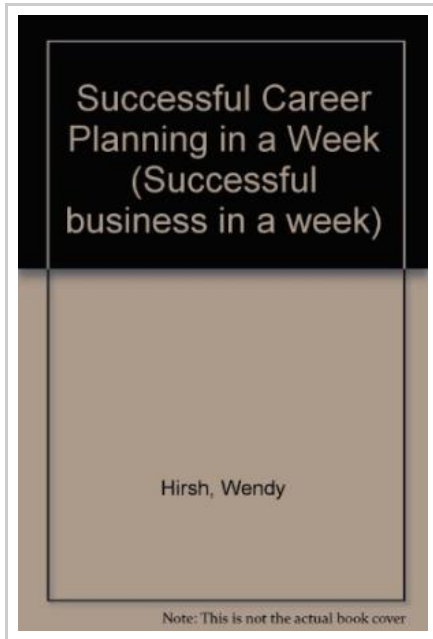 Successful Career
Planning in a Week
(Successful
business in a week)
Hirsh, Wendy
Note: This is not the actual book cover